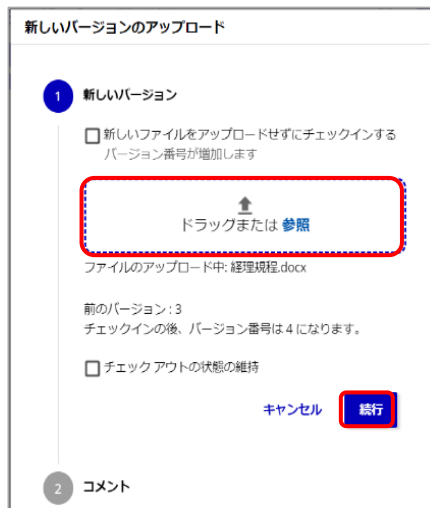 新しいバージョンのアップロード
1 新しいバージョン
新しいファイルをアップロードせずにチェックインする
バージョン番号が増加します
ドラッグまたは 参照
ファイルのアップロード中: 経理規程.docx
前のバージョン : 3
チェックインの後、バージョン番号は 4 になります。
チェック アウトの状態の維持
キャンセル 続行
2 コメント